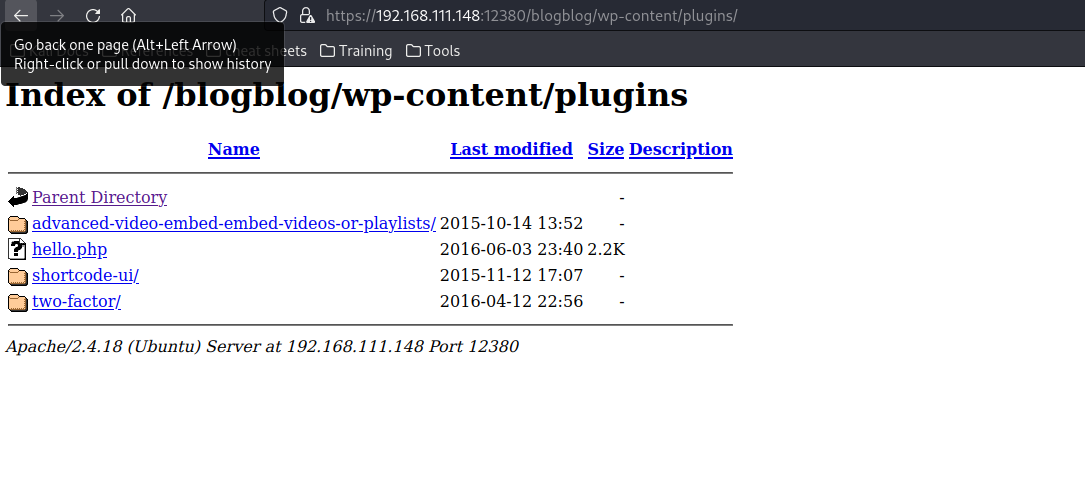 https://192.168.111.148:12380/blogblog/wp-content/plugins/
Go back one page (Alt+Left Arrow)
Right-click or pull down to show history
heat sheets Training Tools
Index of /blogblog/wp-content/plugins
Name Last modified Size Description
Parent Directory -
advanced-video-embed-embed-videos-or-playlists/ 2015-10-14 13:52 -
hello.php 2016-06-03 23:40 2.2K
shortcode-ui/ 2015-11-12 17:07 -
two-factor/ 2016-04-12 22:56 -
Apache/2.4.18 (Ubuntu) Server at 192.168.111.148 Port 12380